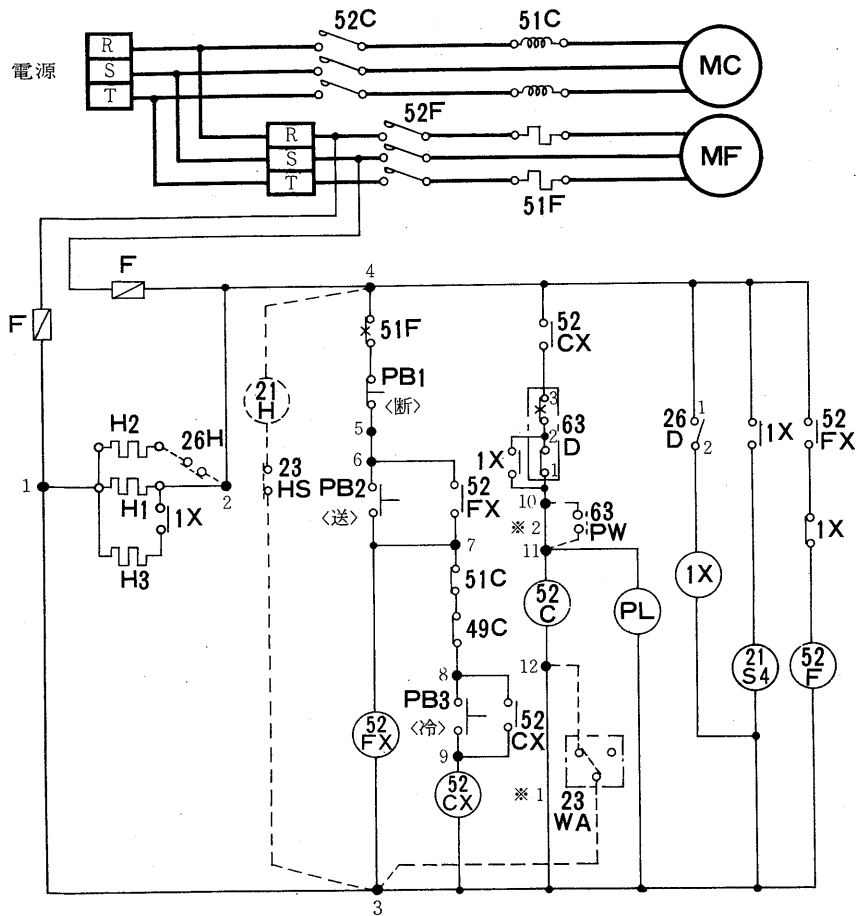 52C
51C
R
電源
S
MC
T
52F
R
S
MF
T
51F
F
F
4
51F
52
CX
21
H
PB1
〈断〉
3
63
D
2
1
26
D
1
2
1X
52
FX
H2
26H
5
6
1X
1
H1
2
1X
H3
23
HS
PB2
〈送〉
52
FX
10
※ 2
63
PW
1X
7
11
51C
52
C
PL
1X
49C
8
12
21
S4
52
F
PB3
〈冷〉
52
CX
52
FX
9
52
CX
※ 1
23
WA
3